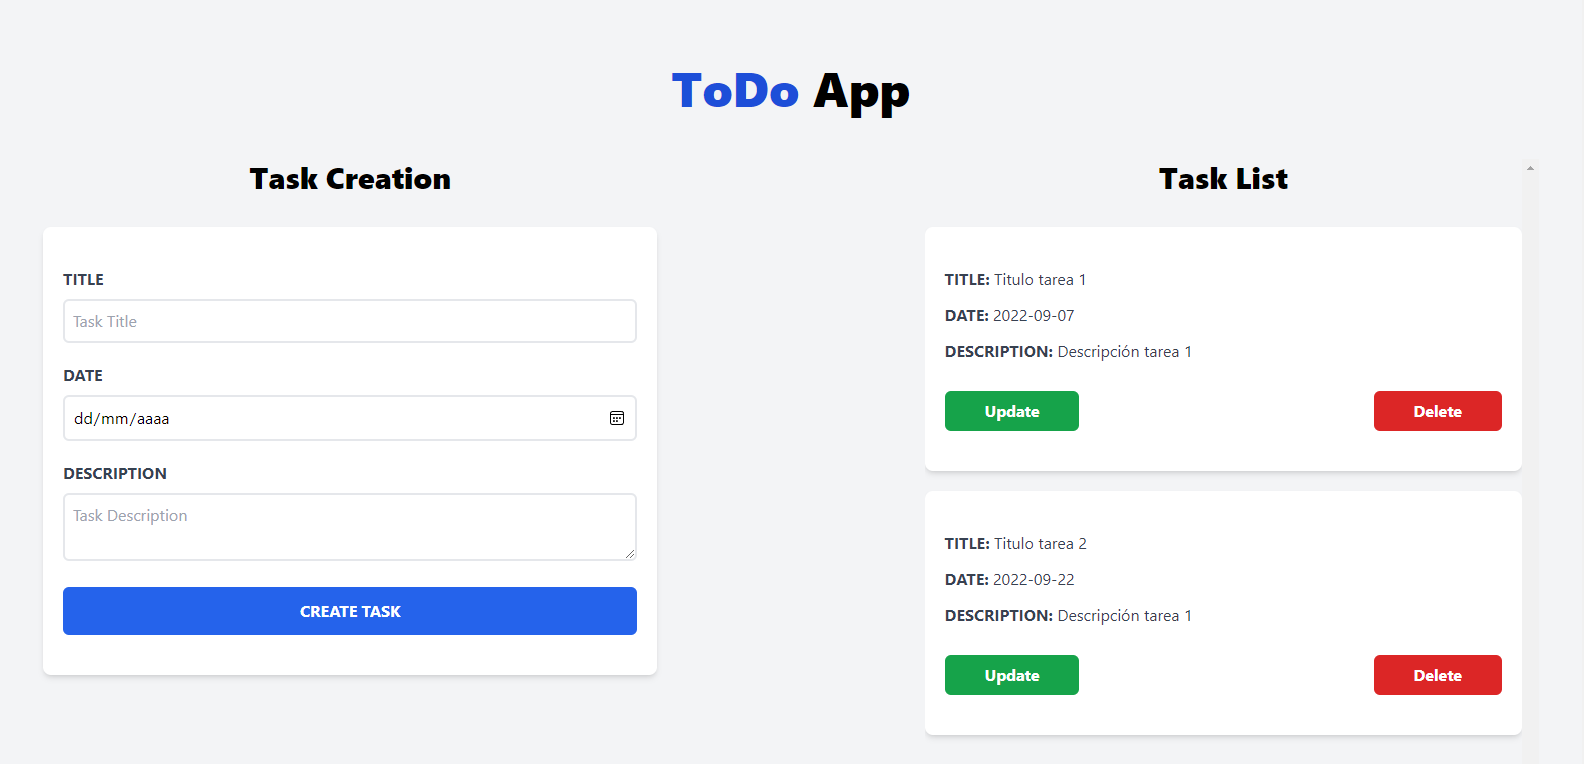 ToDo App
Task Creation
TITLE
Task Title
DATE
dd/mm/aaaa
DESCRIPTION
Task Description
CREATE TASK
Task List
TITLE: Titulo tarea 1
DATE: 2022-09-07
DESCRIPTION: Descripción tarea 1
Update Delete
TITLE: Titulo tarea 2
DATE: 2022-09-22
DESCRIPTION: Descripción tarea 1
Update Delete